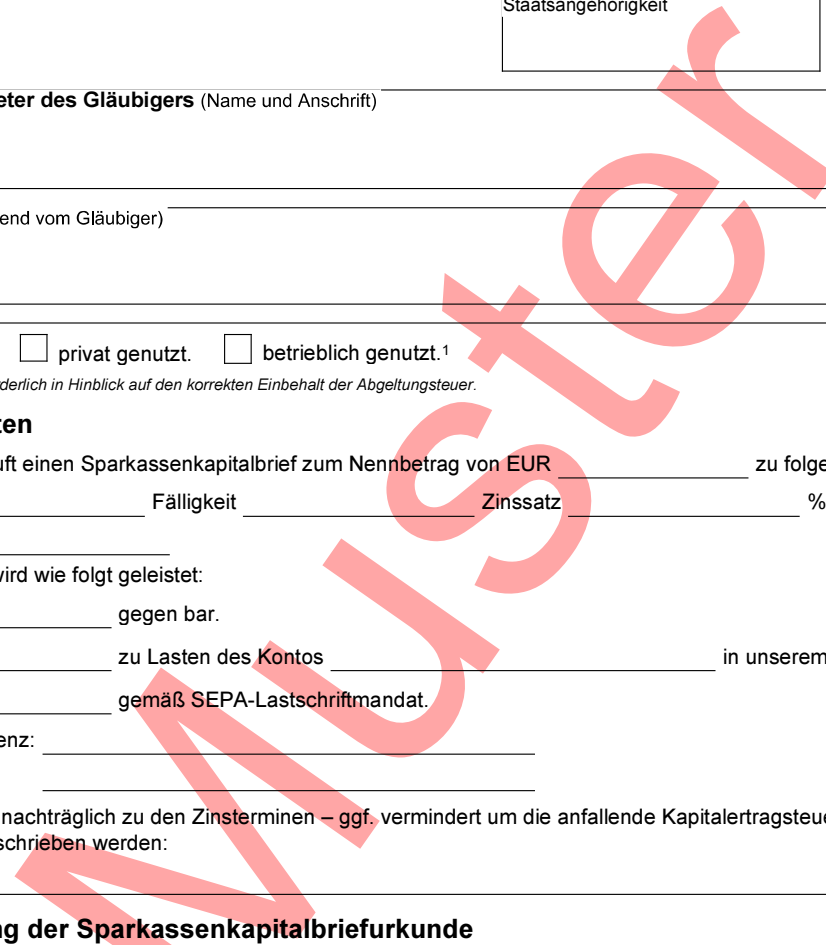 Staatsangehörigkeit
eter des Gläubigers (Name und Anschrift)
end vom Gläubiger)
privat genutzt. betrieblich genutzt.¹
rderlich in Hinblick auf den korrekten Einbehalt der Abgeltungsteuer.
ten
uft einen Sparkassenkapitalbrief zum Nennbetrag von EUR zu folge
Fälligkeit Zinssatz %
wird wie folgt geleistet:
gegen bar.
zu Lasten des Kontos in unserem
gemäß SEPA-Lastschriftmandat.
enz:
nachträglich zu den Zinsterminen – ggf. vermindert um die anfallende Kapitalertragsteue
schrieben werden:
ng der Sparkassenkapitalbriefurkunde
Muster